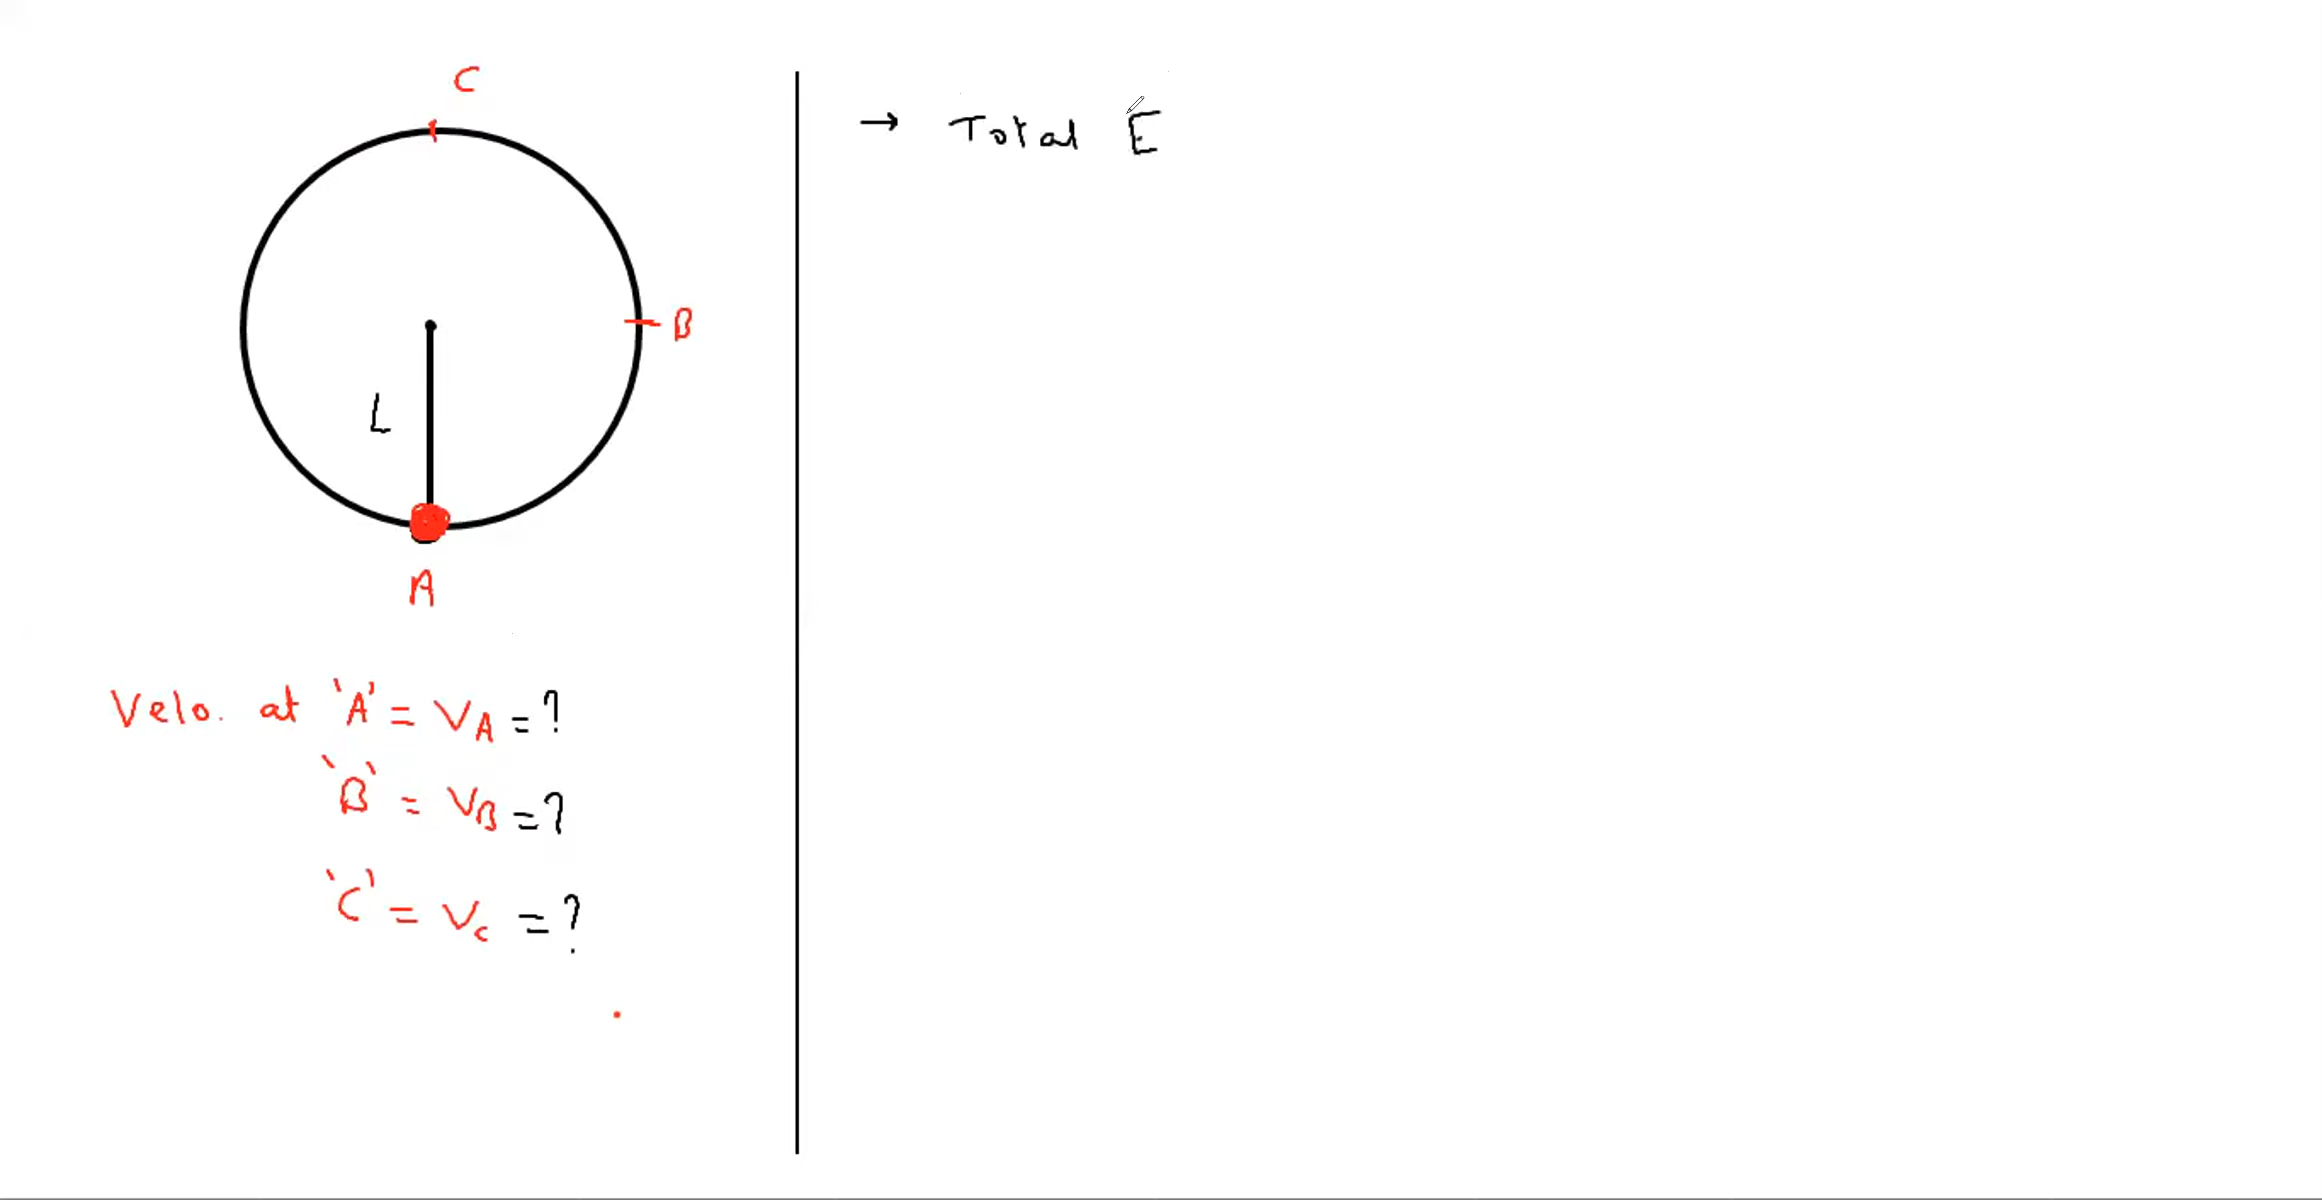 C
→ Total E
B
L
A
Velo. at 'A' = VA = ?
'B' = VB = ?
'C' = Vc = ?